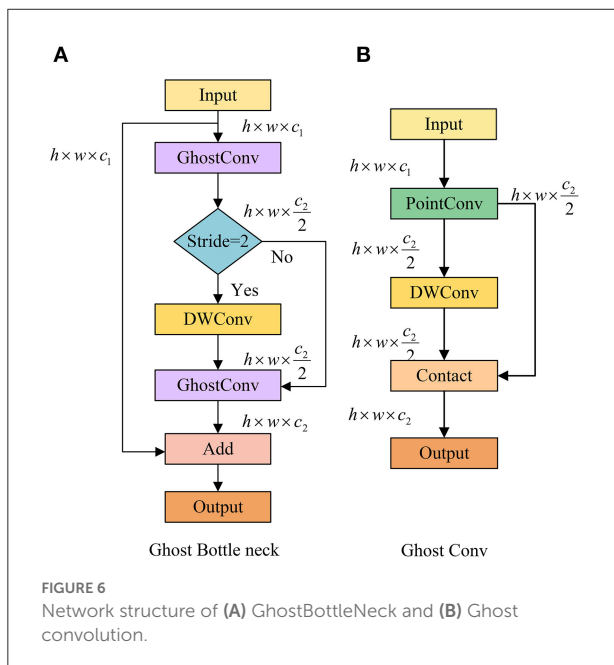 A
Input
h×w×c₁
h×w×c₁
GhostConv
h×w×c₂/2
Stride=2
No
Yes
DWConv
h×w×c₂/2
GhostConv
h×w×c₂
Add
Output
Ghost Bottle neck
B
Input
h×w×c₁
PointConv
h×w×c₂/2
h×w×c₂/2
DWConv
h×w×c₂/2
Contact
h×w×c₂
Output
Ghost Conv
FIGURE 6
Network structure of (A) GhostBottleNeck and (B) Ghost
convolution.